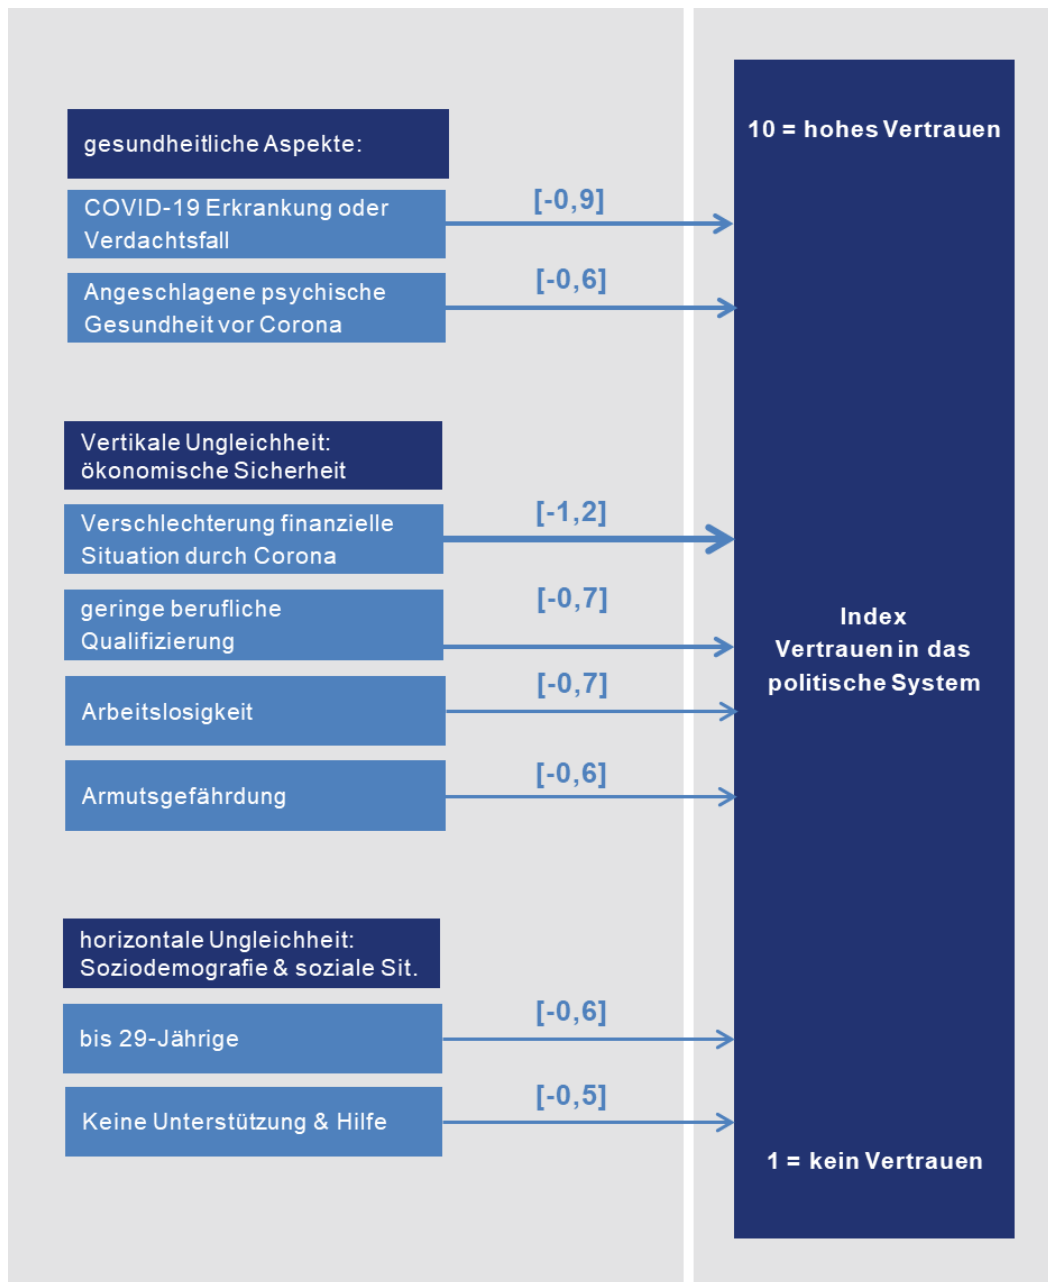 10 = hohes Vertrauen
gesundheitliche Aspekte:
COVID-19 Erkrankung oder
Verdachtsfall
[-0,9]
Angeschlagene psychische
Gesundheit vor Corona
[-0,6]
Vertikale Ungleichheit:
ökonomische Sicherheit
Verschlechterung finanzielle
Situation durch Corona
[-1,2]
geringe berufliche
Qualifizierung
[-0,7]
Arbeitslosigkeit
[-0,7]
Armutsgefährdung
[-0,6]
Index
Vertrauen in das
politische System
horizontale Ungleichheit:
Soziodemografie & soziale Sit.
bis 29-Jährige
[-0,6]
Keine Unterstützung & Hilfe
[-0,5]
1 = kein Vertrauen